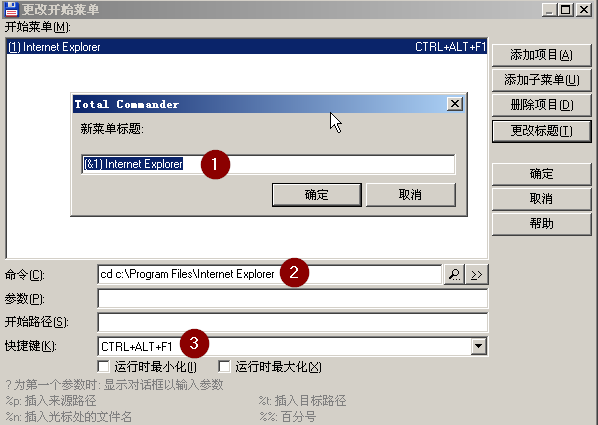 更改开始菜单
开始菜单(M):
(1) Internet Explorer CTRL+ALT+F1
添加项目(A)
添加子菜单(U)
删除项目(D)
更改标题(T)
确定
取消
帮助
Total Commander
新菜单标题:
(&1) Internet Explorer
1
确定
取消
命令(C):
cd c:\Program Files\Internet Explorer
2
>>
参数(P):
开始路径(S):
快捷键(K):
CTRL+ALT+F1
3
运行时最小化(I)
运行时最大化(X)
? 为第一个参数时: 显示对话框以输入参数
%p: 插入来源路径
%t: 插入目标路径
%n: 插入光标处的文件名
%%: 百分号